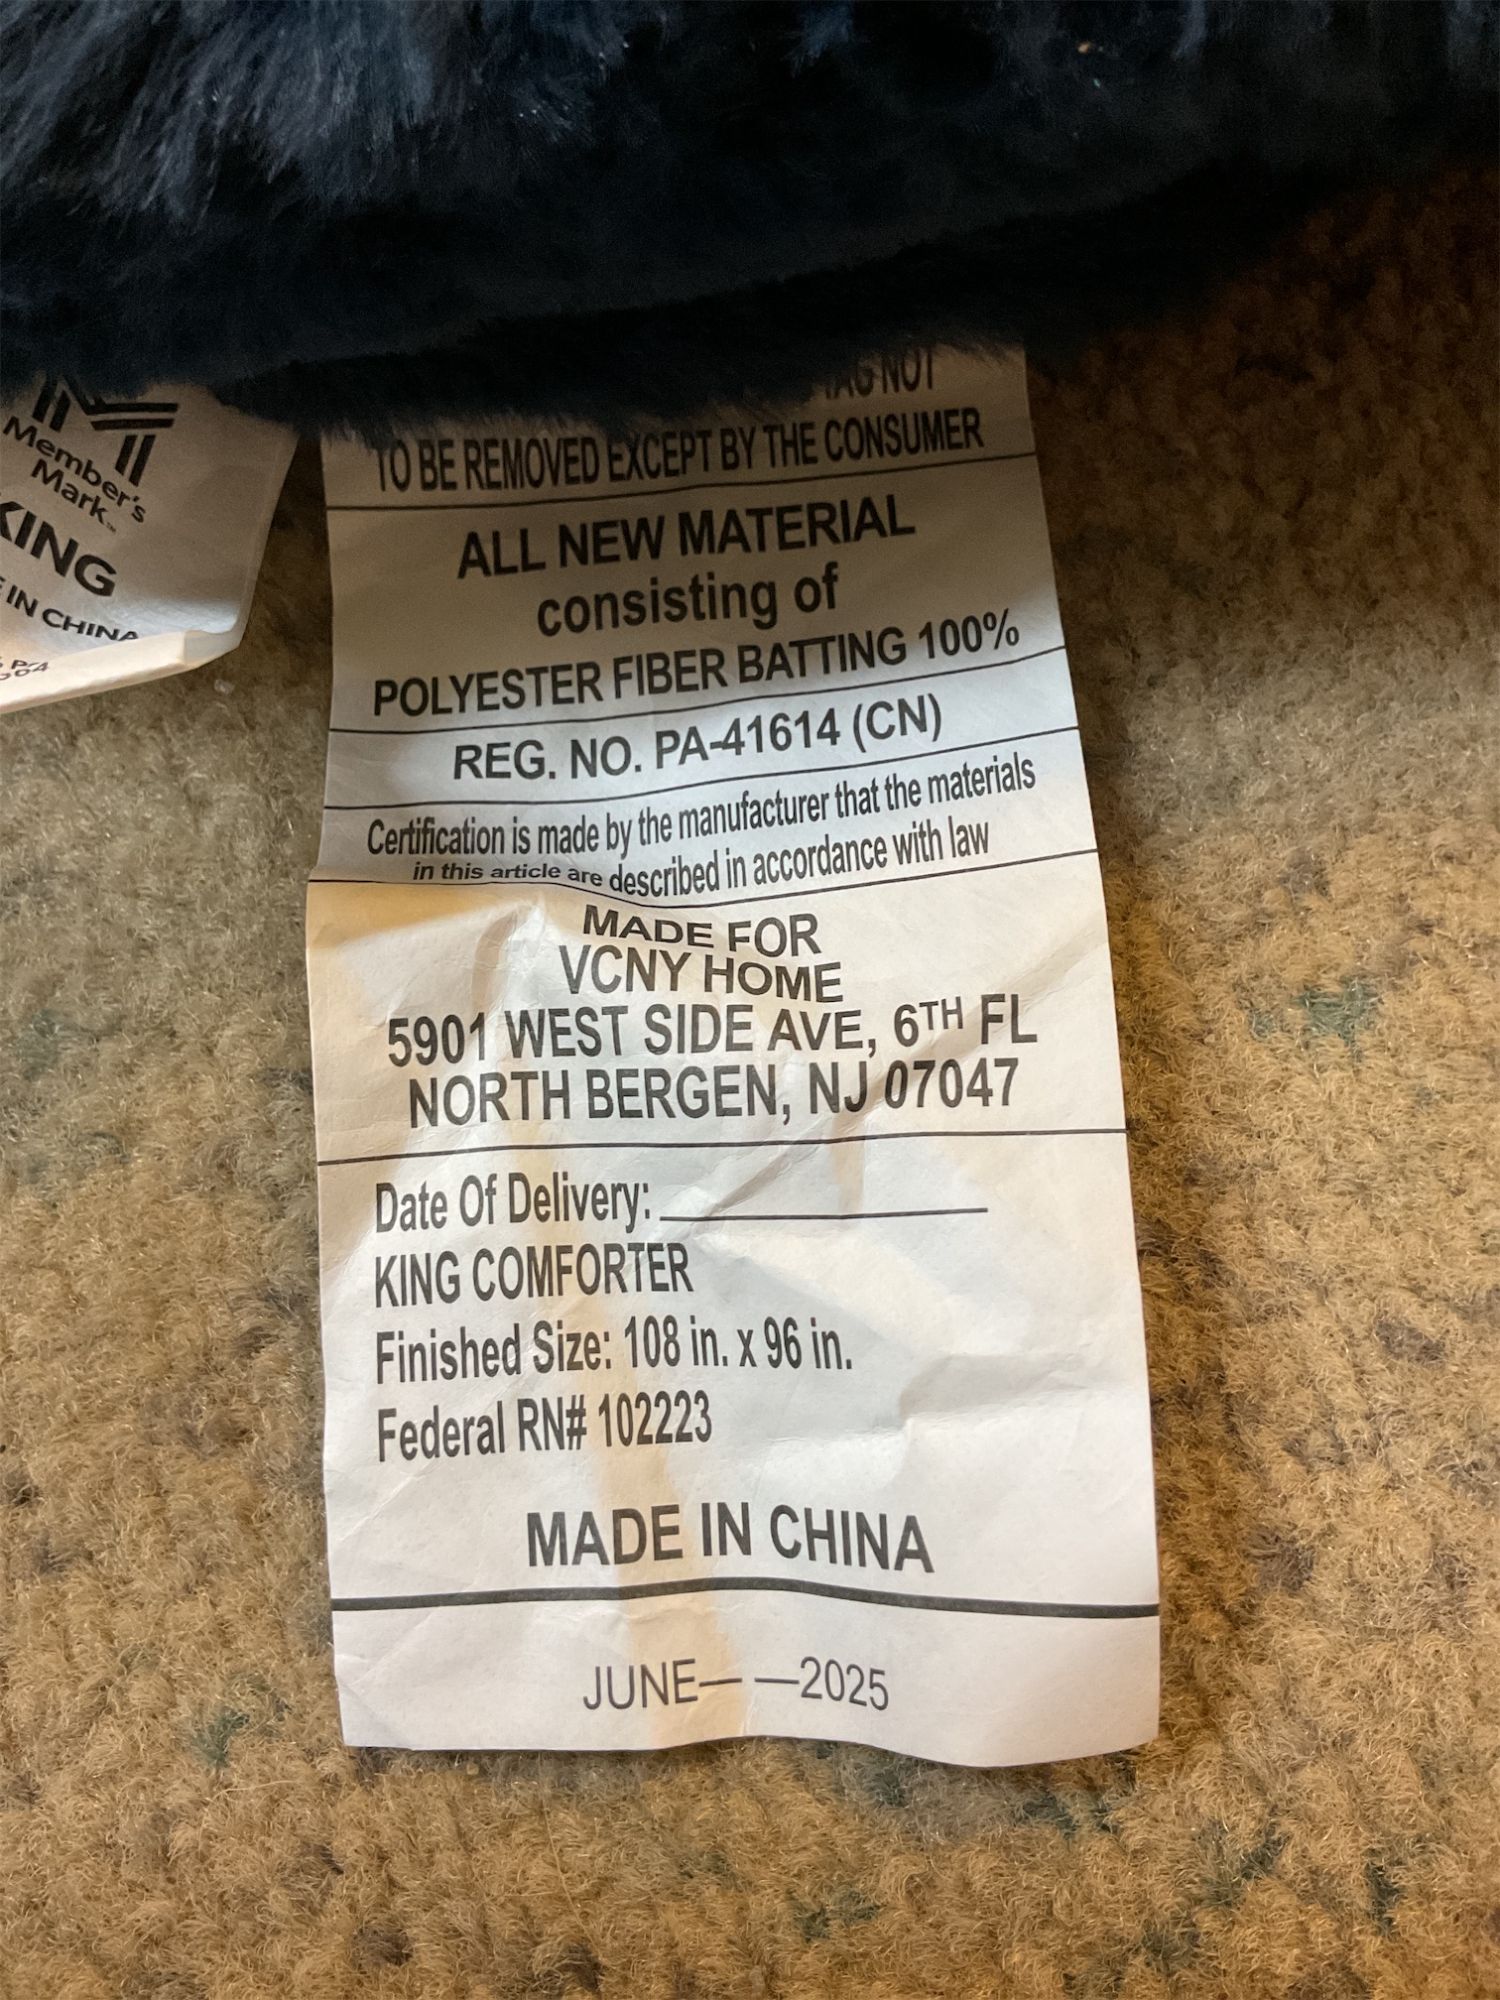 Member's
Mark™
KING
IN CHINA
TAG NOT
TO BE REMOVED EXCEPT BY THE CONSUMER
ALL NEW MATERIAL
consisting of
POLYESTER FIBER BATTING 100%
REG. NO. PA-41614 (CN)
Certification is made by the manufacturer that the materials
in this article are described in accordance with law
MADE FOR
VCNY HOME
5901 WEST SIDE AVE, 6TH FL
NORTH BERGEN, NJ 07047
Date Of Delivery: ____________
KING COMFORTER
Finished Size: 108 in. x 96 in.
Federal RN# 102223
MADE IN CHINA
JUNE— —2025